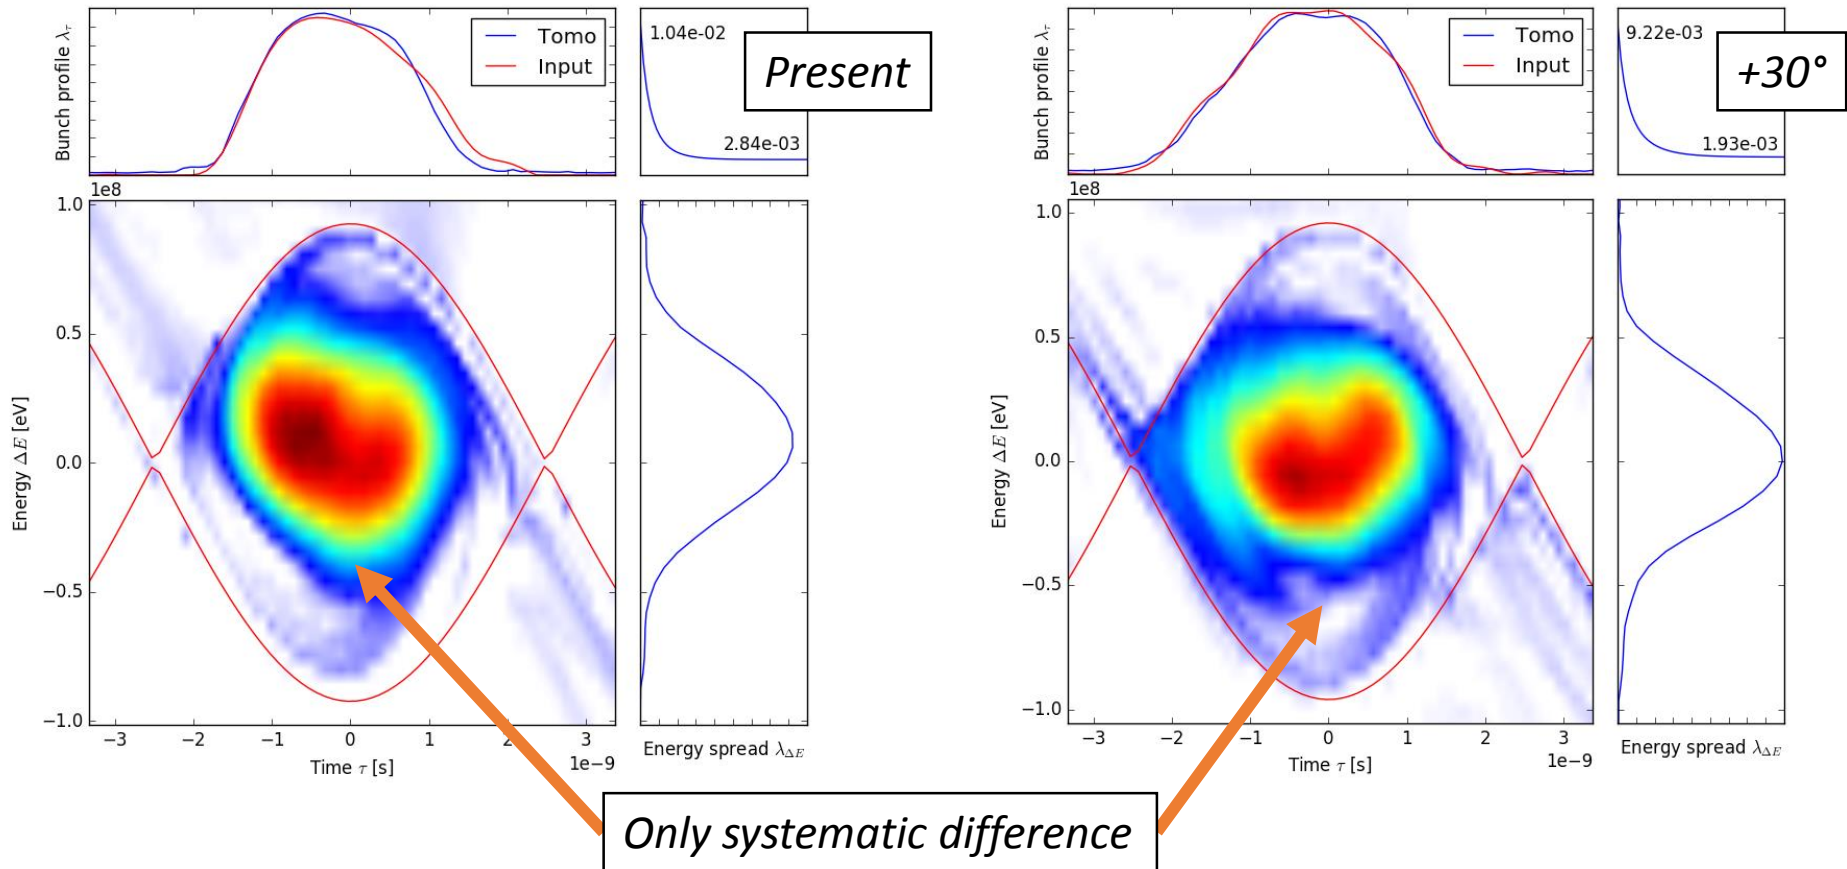 Bunch profile λτ
Tomo
Input
1.04e-02
2.84e-03
Present
1e8
1.0
0.5
0.0
−0.5
−1.0
Energy ΔE [eV]
−3 −2 −1 0 1 2 3
Time τ [s]
1e−9
Energy spread λΔE
Bunch profile λτ
Tomo
Input
9.22e-03
1.93e-03
+30°
1e8
1.0
0.5
0.0
−0.5
−1.0
Energy ΔE [eV]
−3 −2 −1 0 1 2 3
Time τ [s]
1e−9
Energy spread λΔE
Only systematic difference